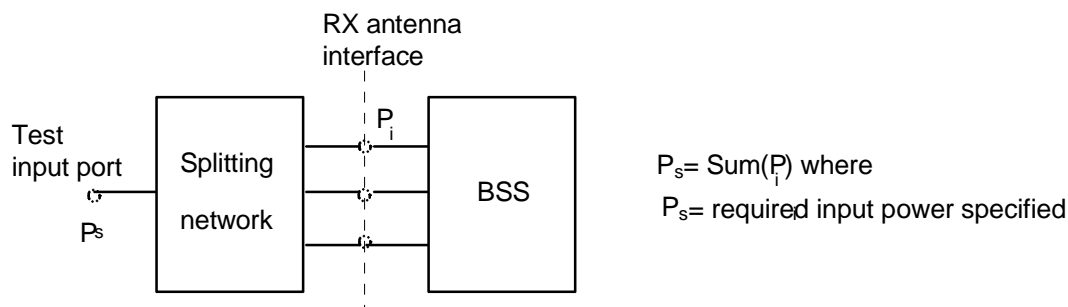 RX antenna
interface
Pi
Test
input port
Ps
Splitting
network
BSS
Ps= Sum(Pi) where
Ps= required input power specified